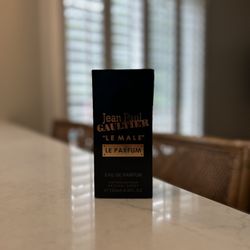 Jean Paul
GAULTIER
"LE MALE"
LE PARFUM
EAU DE PARFUM